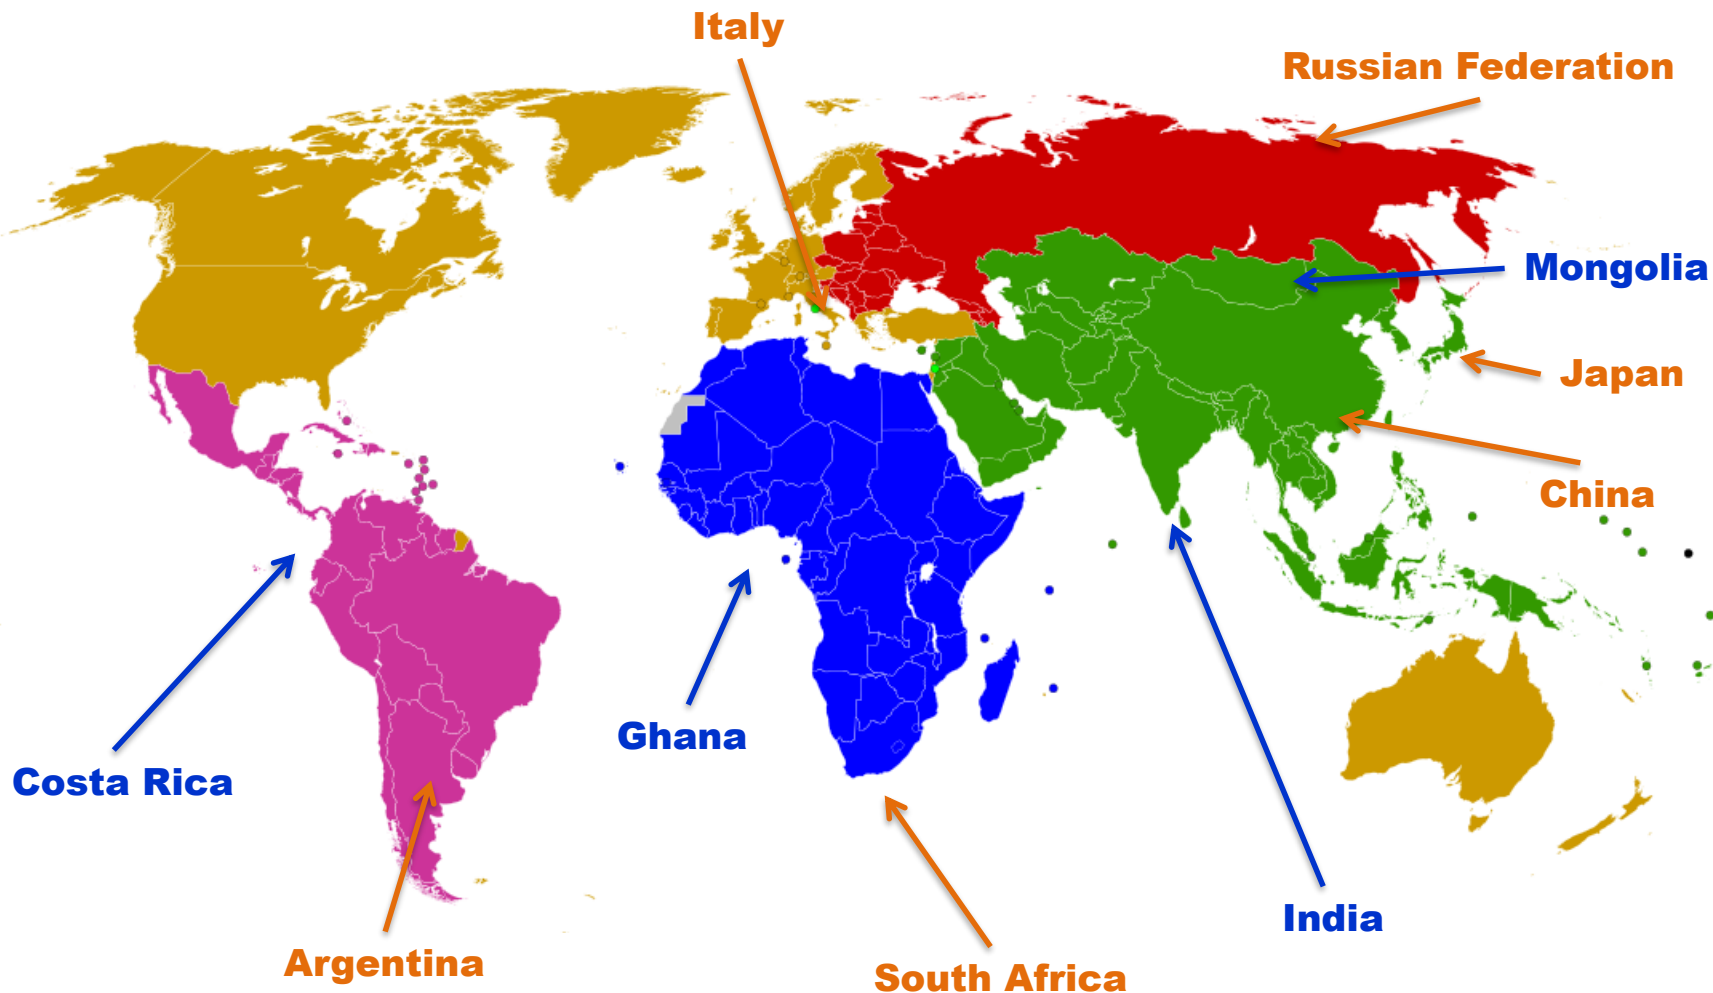 Italy
Russian Federation
Mongolia
Japan
China
Ghana
Costa Rica
India
Argentina
South Africa